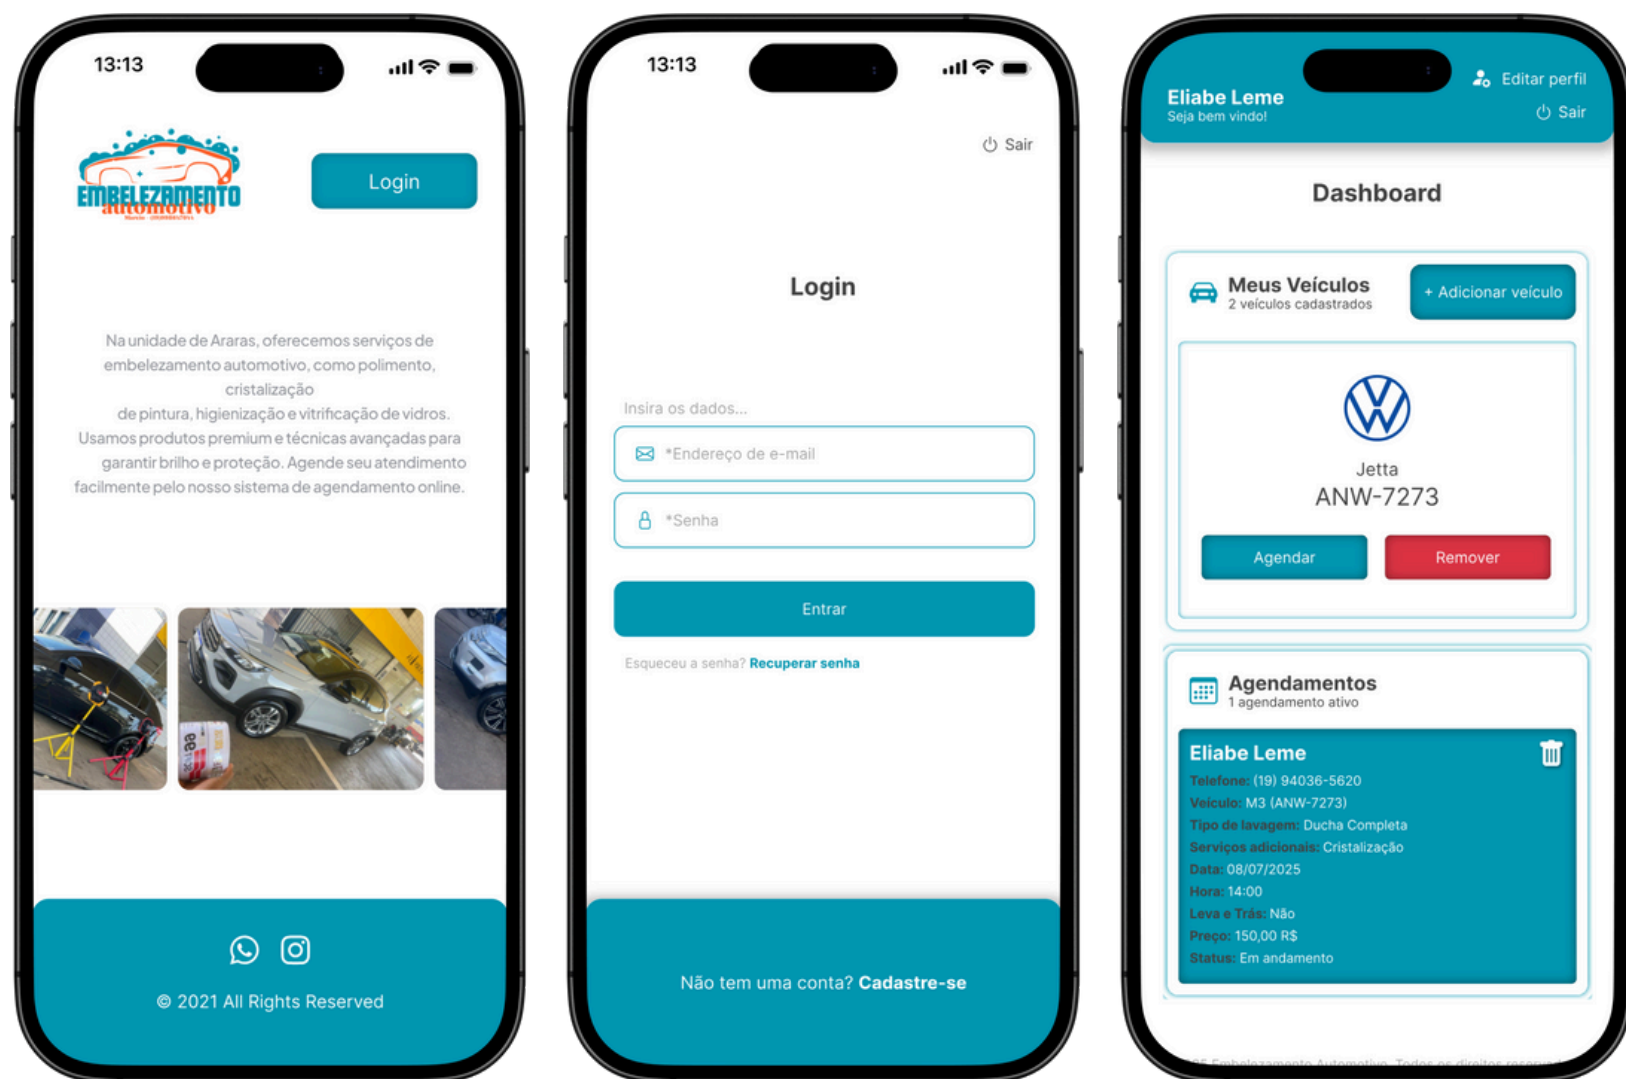 13:13
EMBELEZAMENTO
automotivo
Login
Na unidade de Araras, oferecemos serviços de
embelezamento automotivo, como polimento,
cristalização
de pintura, higienização e vitrificação de vidros.
Usamos produtos premium e técnicas avançadas para
garantir brilho e proteção. Agende seu atendimento
facilmente pelo nosso sistema de agendamento online.
© 2021 All Rights Reserved
13:13
Sair
Login
Insira os dados...
*Endereço de e-mail
*Senha
Entrar
Esqueceu a senha? Recuperar senha
Não tem uma conta? Cadastre-se
Eliabe Leme
Seja bem vindo!
Editar perfil
Sair
Dashboard
Meus Veículos
2 veículos cadastrados
+ Adicionar veículo
Jetta
ANW-7273
Agendar
Remover
Agendamentos
1 agendamento ativo
Eliabe Leme
Telefone: (19) 94036-5620
Veículo: M3 (ANW-7273)
Tipo de lavagem: Ducha Completa
Serviços adicionais: Cristalização
Data: 08/07/2025
Hora: 14:00
Leva e Trás: Não
Preço: 150,00 R$
Status: Em andamento
Embelezamento Automotivo. Todos os direitos